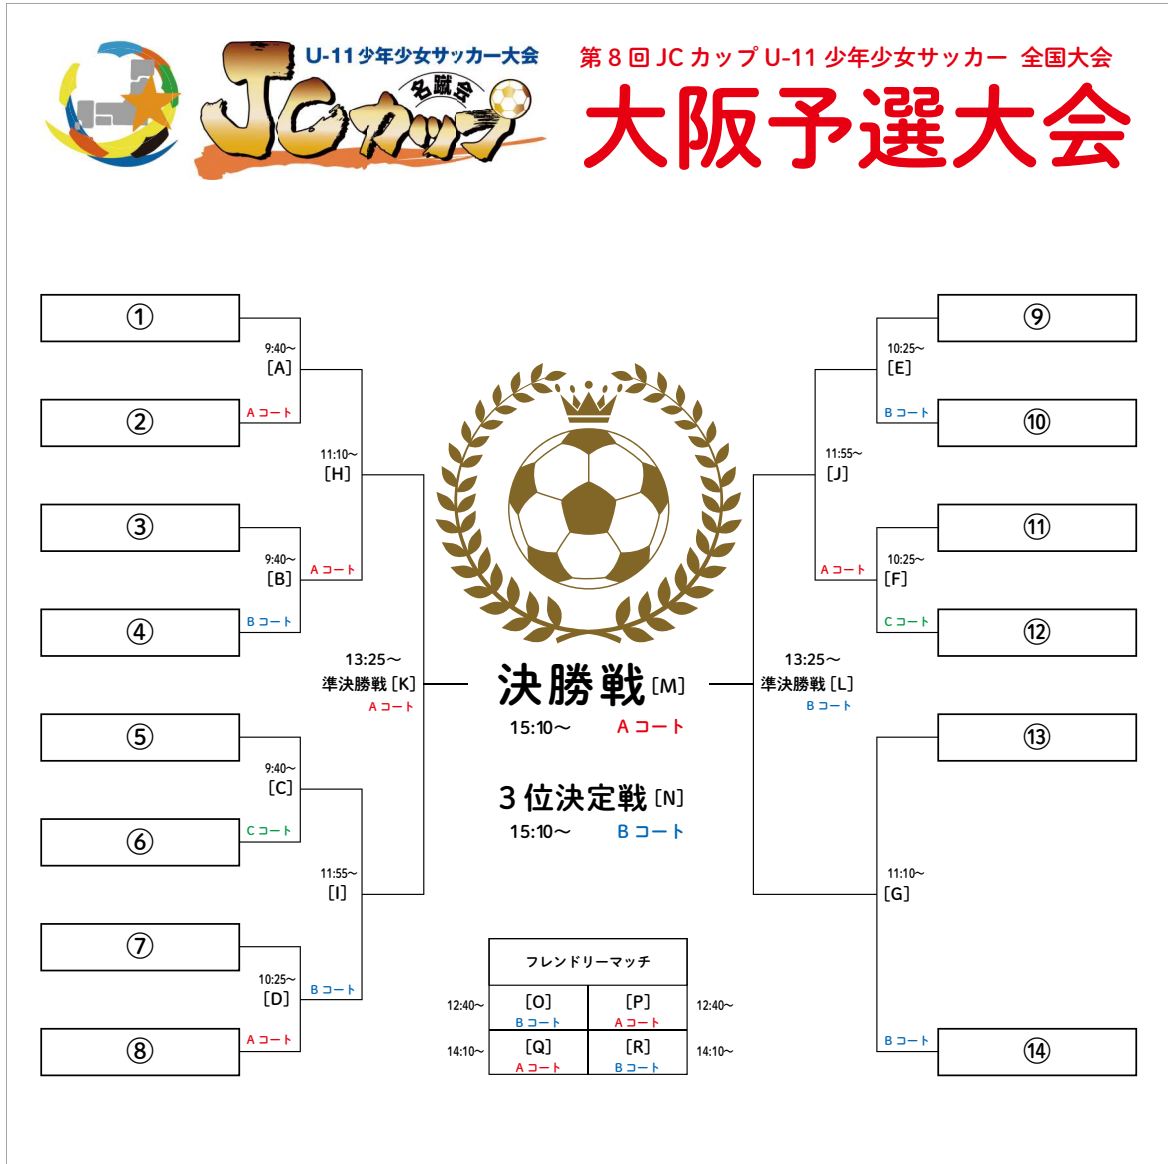 U-11 少年少女サッカー大会
名蹴会
JCカップ
第8回 JCカップ U-11 少年少女サッカー 全国大会
大阪予選大会
①
9:40〜
[A]
②
Aコート
11:10〜
[H]
③
9:40〜
[B]
Aコート
④
Bコート
13:25〜
準決勝戦 [K]
Aコート
⑤
9:40〜
[C]
⑥
Cコート
11:55〜
[I]
⑦
10:25〜
[D]
Bコート
⑧
Aコート
決勝戦 [M]
15:10〜 Aコート
3位決定戦 [N]
15:10〜 Bコート
フレンドリーマッチ
12:40〜 [O] [P] 12:40〜
Bコート Aコート
14:10〜 [Q] [R] 14:10〜
Aコート Bコート
⑨
10:25〜
[E]
Bコート
⑩
11:55〜
[J]
⑪
10:25〜
Aコート
[F]
Cコート
⑫
13:25〜
準決勝戦 [L]
Bコート
⑬
11:10〜
[G]
Bコート
⑭